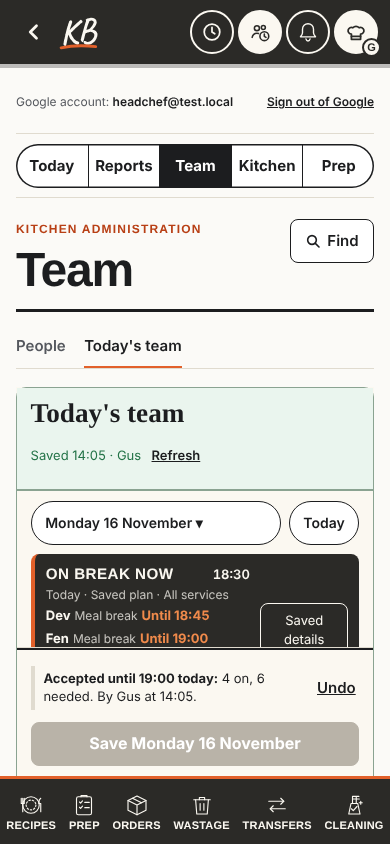 KB
G
Google account: headchef@test.local Sign out of Google
Today Reports Team Kitchen Prep
KITCHEN ADMINISTRATION
Team
Find
People Today's team
Today's team
Saved 14:05 · Gus Refresh
Monday 16 November ▾ Today
ON BREAK NOW 18:30
Today · Saved plan · All services
Dev Meal break Until 18:45
Fen Meal break Until 19:00
Saved
details
Accepted until 19:00 today: 4 on, 6
needed. By Gus at 14:05.
Undo
Save Monday 16 November
RECIPES PREP ORDERS WASTAGE TRANSFERS CLEANING